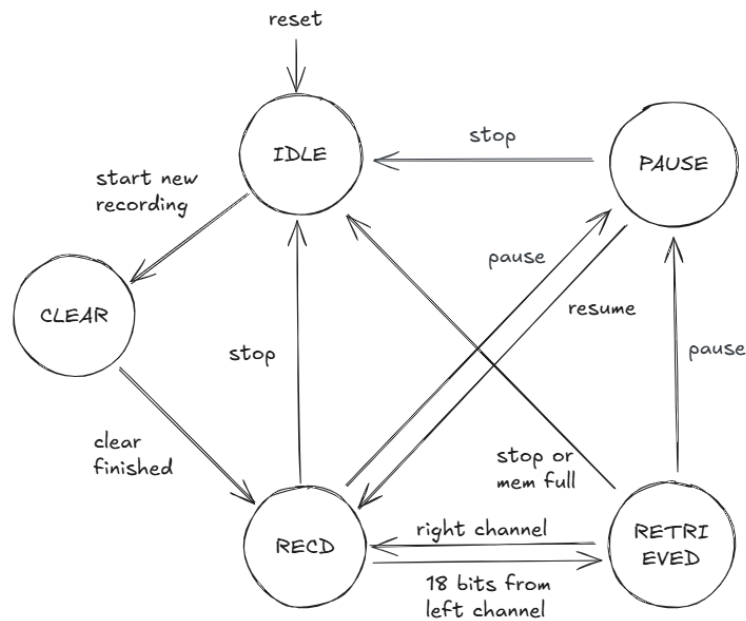 reset
IDLE
stop
PAUSE
start new
recording
pause
CLEAR
resume
stop
pause
clear
finished
stop or
mem full
right channel
RECD
RETRI
EVED
18 bits from
left channel